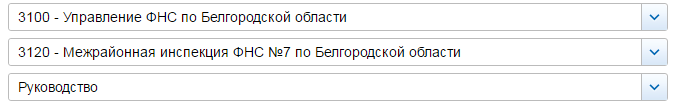 3100 - Управление ФНС по Белгородской области
3120 - Межрайонная инспекция ФНС №7 по Белгородской области
Руководство